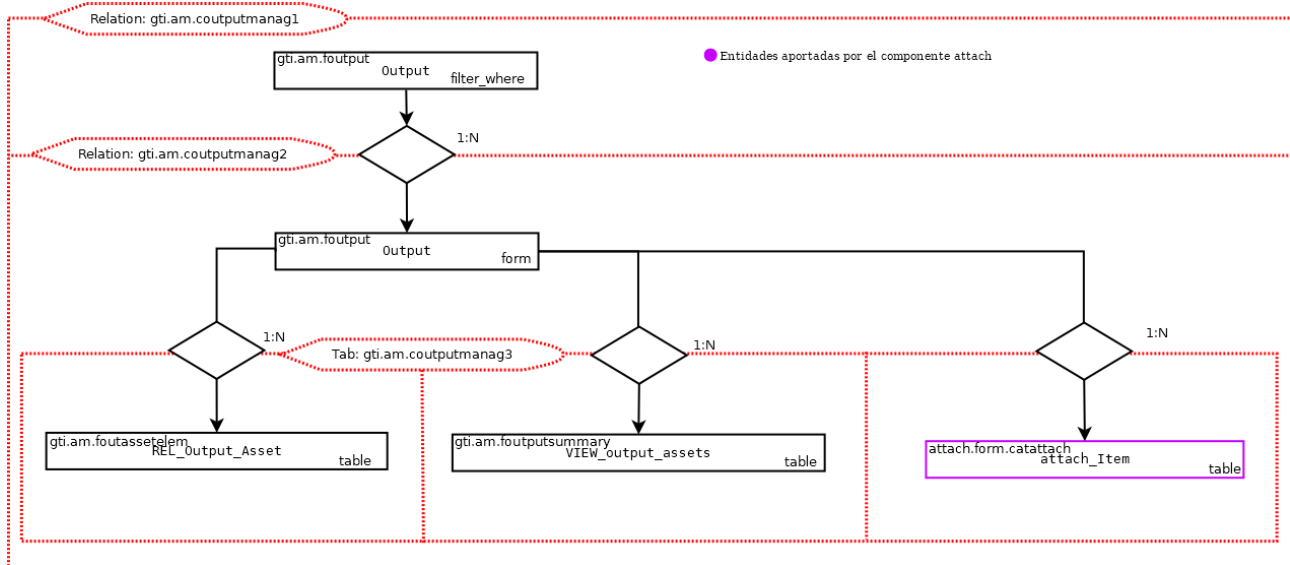 Relation: gti.am.coutputmanag1
gti.am.foutput
Output
filter_where
Entidades aportadas por el componente attach
1:N
Relation: gti.am.coutputmanag2
gti.am.foutput
Output
form
1:N
Tab: gti.am.coutputmanag3
1:N
1:N
gti.am.foutassetelem
REL_Output_Asset
table
gti.am.foutputsummary
VIEW_output_assets
table
attach.form.catattach
attach_Item
table